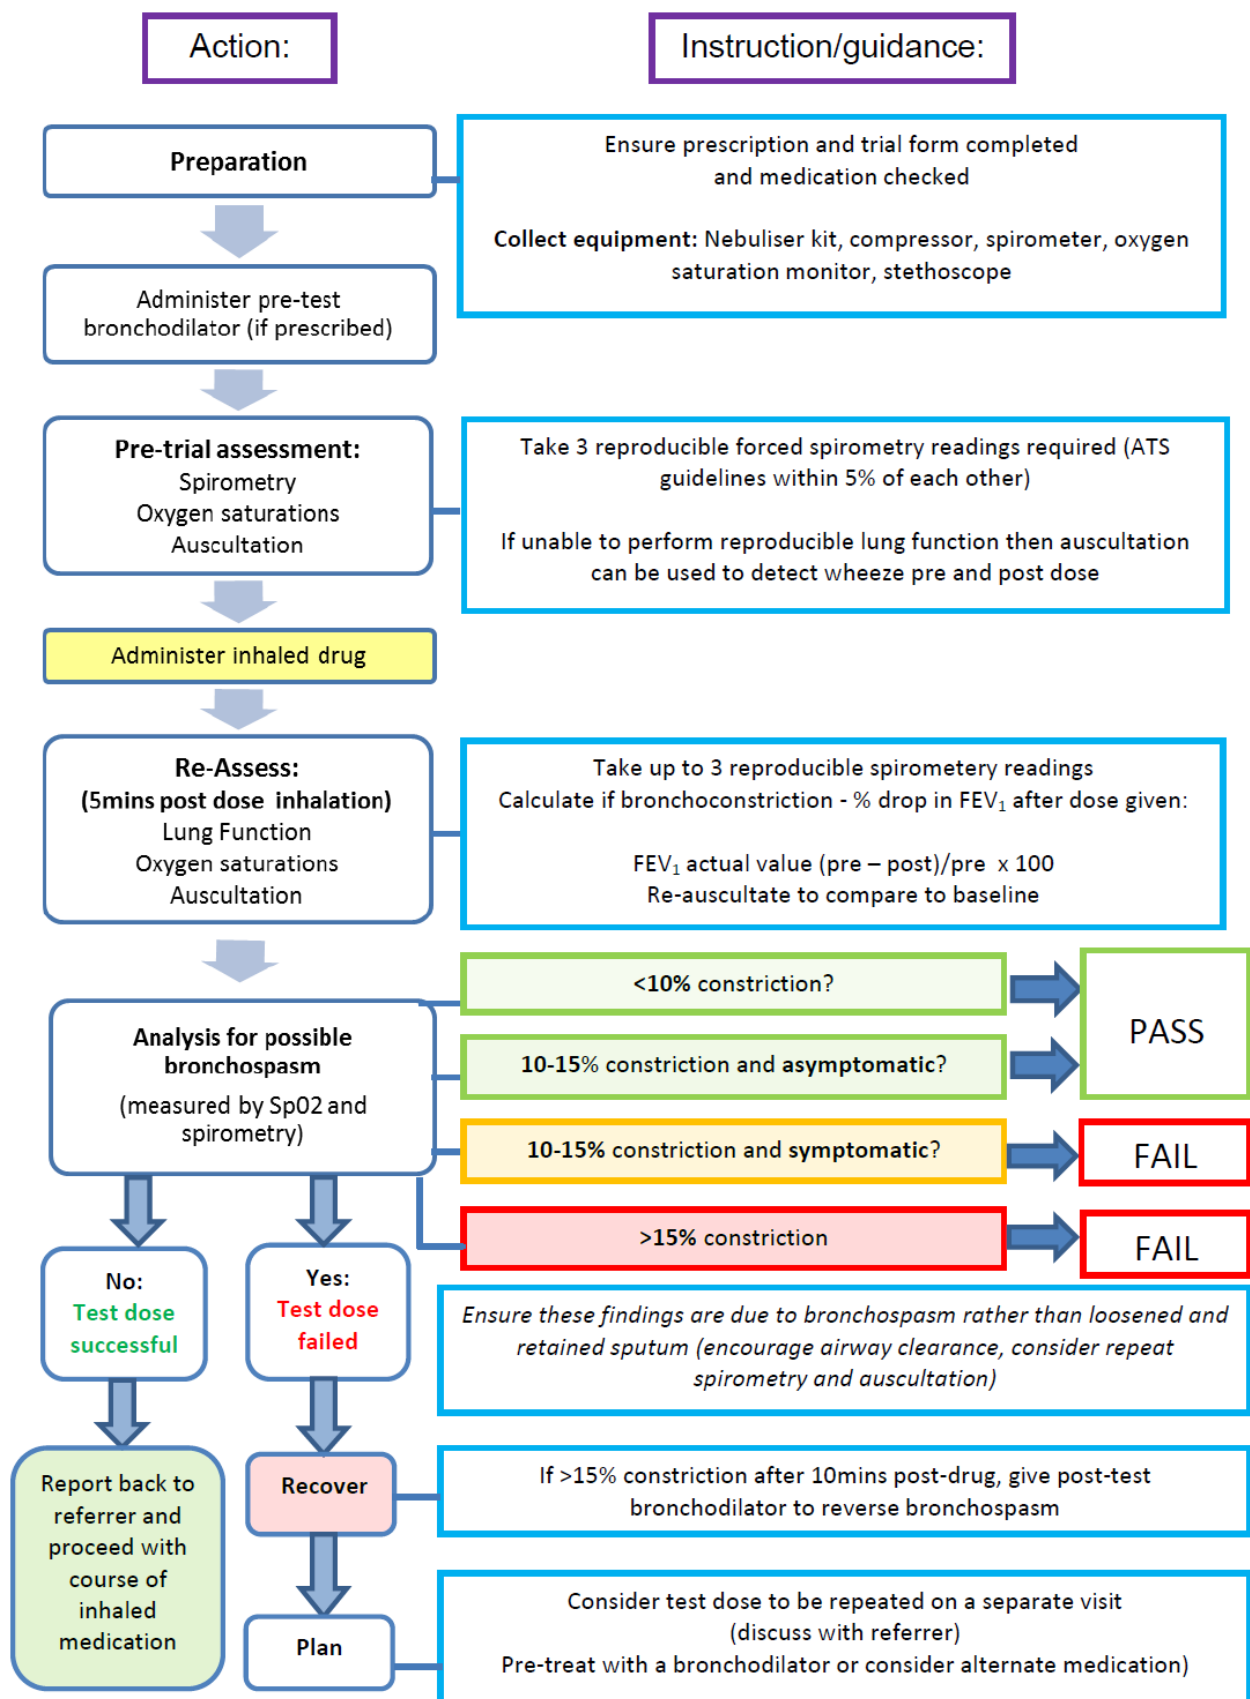 Action:
Instruction/guidance:
Preparation
Ensure prescription and trial form completed
and medication checked
Collect equipment: Nebuliser kit, compressor, spirometer, oxygen
saturation monitor, stethoscope
Administer pre-test
bronchodilator (if prescribed)
Pre-trial assessment:
Spirometry
Oxygen saturations
Auscultation
Take 3 reproducible forced spirometry readings required (ATS
guidelines within 5% of each other)
If unable to perform reproducible lung function then auscultation
can be used to detect wheeze pre and post dose
Administer inhaled drug
Re-Assess:
(5mins post dose inhalation)
Lung Function
Oxygen saturations
Auscultation
Take up to 3 reproducible spirometery readings
Calculate if bronchoconstriction - % drop in FEV₁ after dose given:
FEV₁ actual value (pre – post)/pre x 100
Re-auscultate to compare to baseline
Analysis for possible
bronchospasm
(measured by Sp02 and
spirometry)
<10% constriction?
10-15% constriction and asymptomatic?
PASS
10-15% constriction and symptomatic?
FAIL
>15% constriction
FAIL
No:
Test dose
successful
Yes:
Test dose
failed
Ensure these findings are due to bronchospasm rather than loosened and
retained sputum (encourage airway clearance, consider repeat
spirometry and auscultation)
Report back to
referrer and
proceed with
course of
inhaled
medication
Recover
If >15% constriction after 10mins post-drug, give post-test
bronchodilator to reverse bronchospasm
Plan
Consider test dose to be repeated on a separate visit
(discuss with referrer)
Pre-treat with a bronchodilator or consider alternate medication)